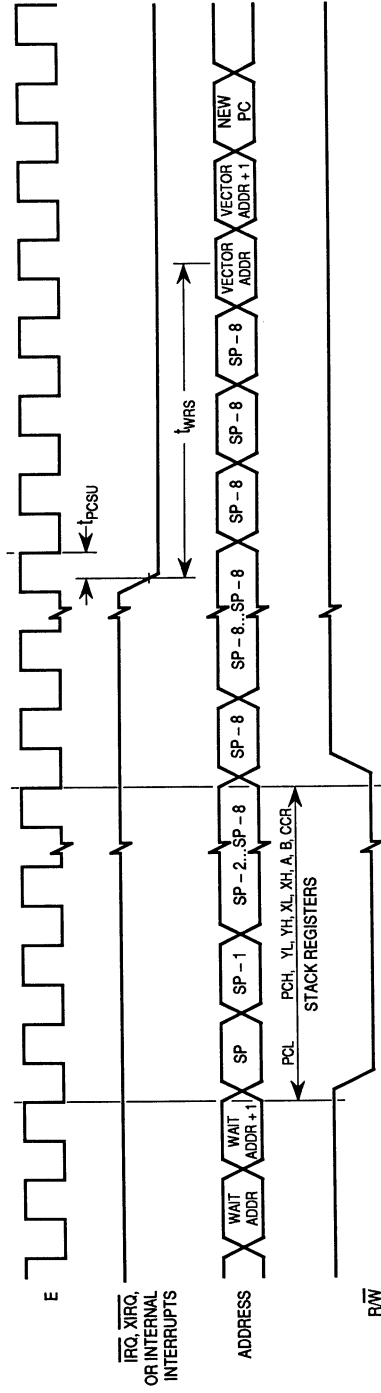 E
IRQ, XIRQ,
OR INTERNAL
INTERRUPTS
tPCSU
tWRS
ADDRESS
WAIT
ADDR
WAIT
ADDR + 1
SP
SP – 1
SP – 2...SP – 8
SP – 8
SP – 8...SP – 8
SP – 8
SP – 8
SP – 8
VECTOR
ADDR
VECTOR
ADDR + 1
NEW
PC
PCL PCH, YL, YH, XL, XH, A, B, CCR
STACK REGISTERS
R/W